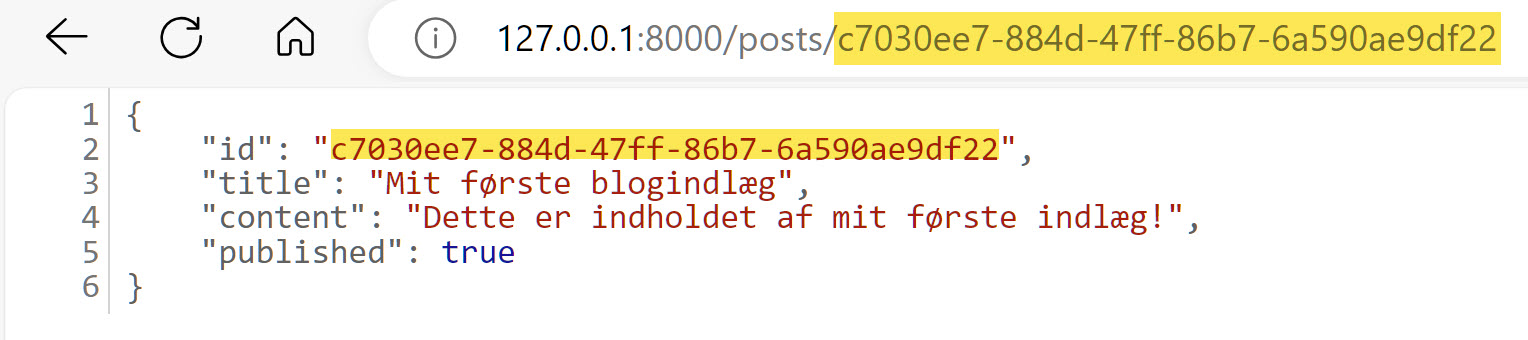 127.0.0.1:8000/posts/c7030ee7-884d-47ff-86b7-6a590ae9df22
1 {
2 "id": "c7030ee7-884d-47ff-86b7-6a590ae9df22",
3 "title": "Mit første blogindlæg",
4 "content": "Dette er indholdet af mit første indlæg!",
5 "published": true
6 }